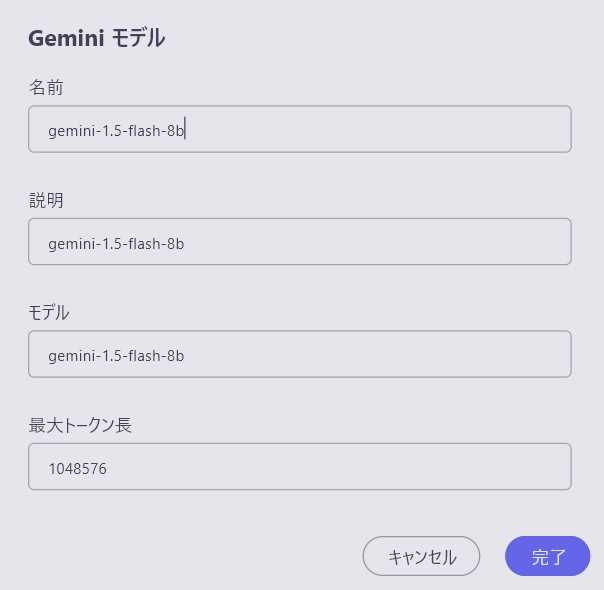 Gemini モデル
名前
gemini-1.5-flash-8b
説明
gemini-1.5-flash-8b
モデル
gemini-1.5-flash-8b
最大トークン長
1048576
キャンセル
完了